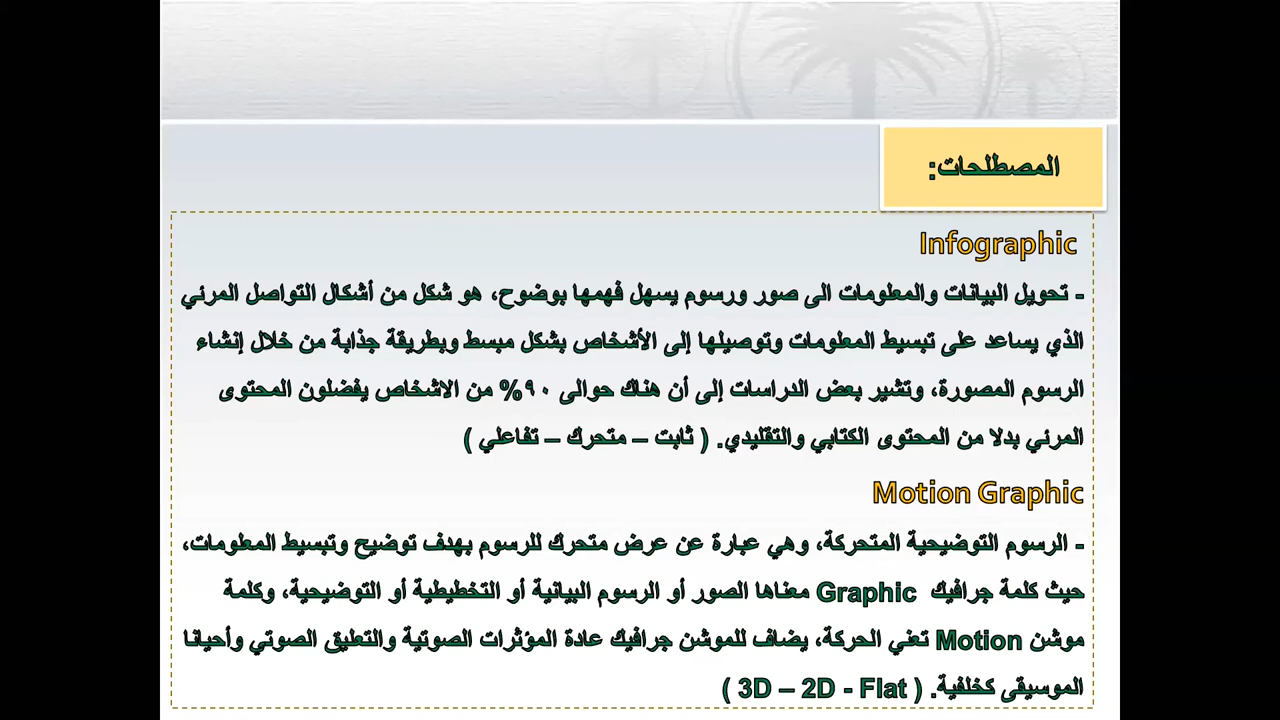 المصطلحات:
Infographic
- تحويل البيانات والمعلومات الى صور ورسوم يسهل فهمها بوضوح، هو شكل من أشكال التواصل المرئي
الذي يساعد على تبسيط المعلومات وتوصيلها إلى الأشخاص بشكل مبسط وبطريقة جذابة من خلال إنشاء
الرسوم المصورة، وتشير بعض الدراسات إلى أن هناك حوالى ٩٠% من الاشخاص يفضلون المحتوى
المرئي بدلا من المحتوى الكتابي والتقليدي. ( ثابت – متحرك – تفاعلي )
Motion Graphic
- الرسوم التوضيحية المتحركة، وهي عبارة عن عرض متحرك للرسوم بهدف توضيح وتبسيط المعلومات،
حيث كلمة جرافيك Graphic معناها الصور أو الرسوم البيانية أو التخطيطية أو التوضيحية، وكلمة
موشن Motion تعني الحركة، يضاف للموشن جرافيك عادة المؤثرات الصوتية والتعليق الصوتي وأحيانا
الموسيقى كخلفية. ( 3D – 2D - Flat )